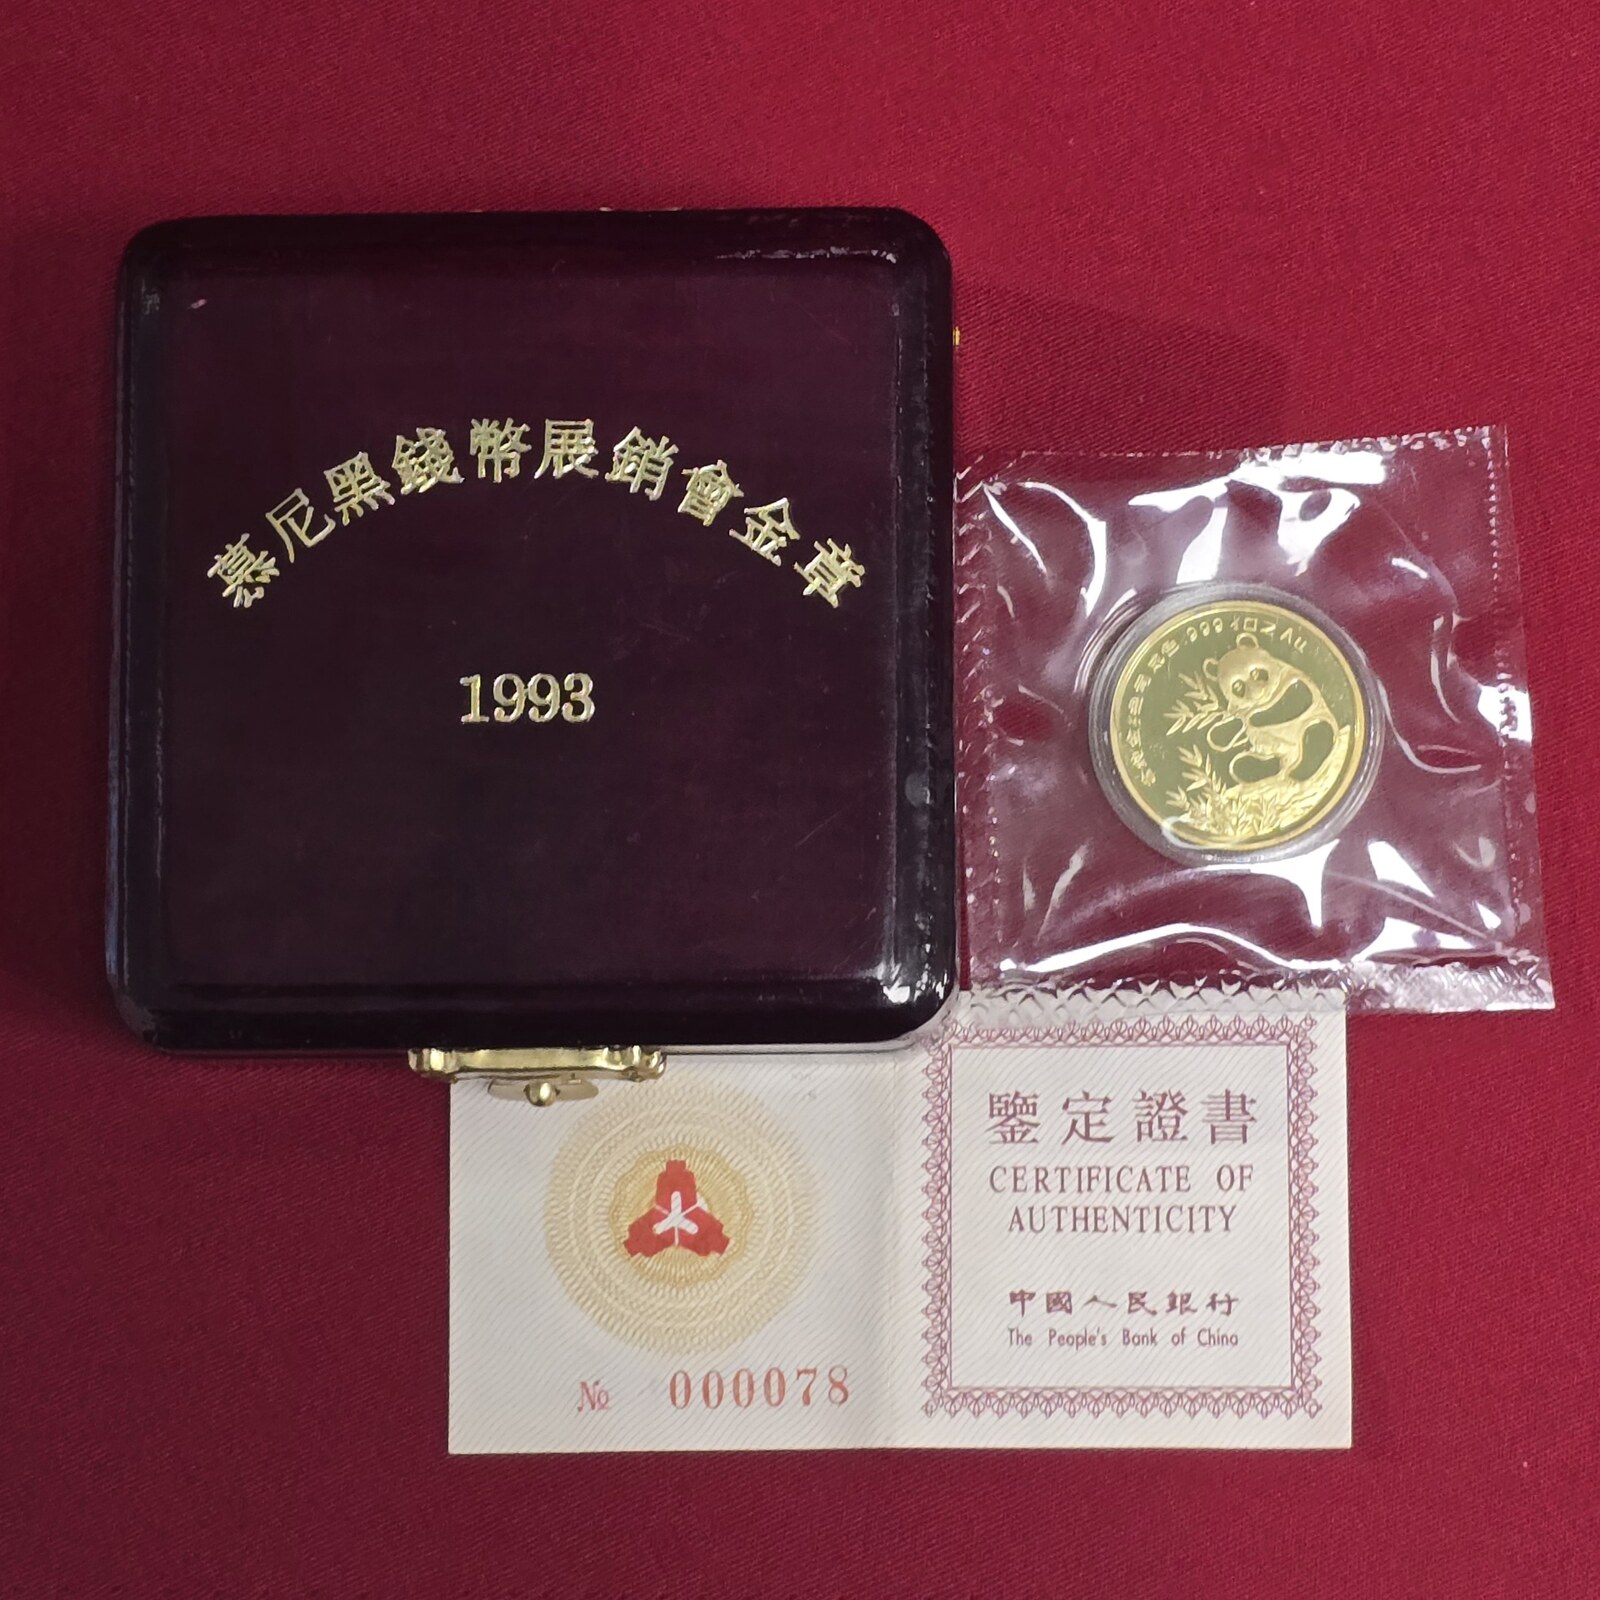 慕尼黑錢幣展銷會金章
1993
鑒定證書
CERTIFICATE OF
AUTHENTICITY
中國人民銀行
The People's Bank of China
№ 000078